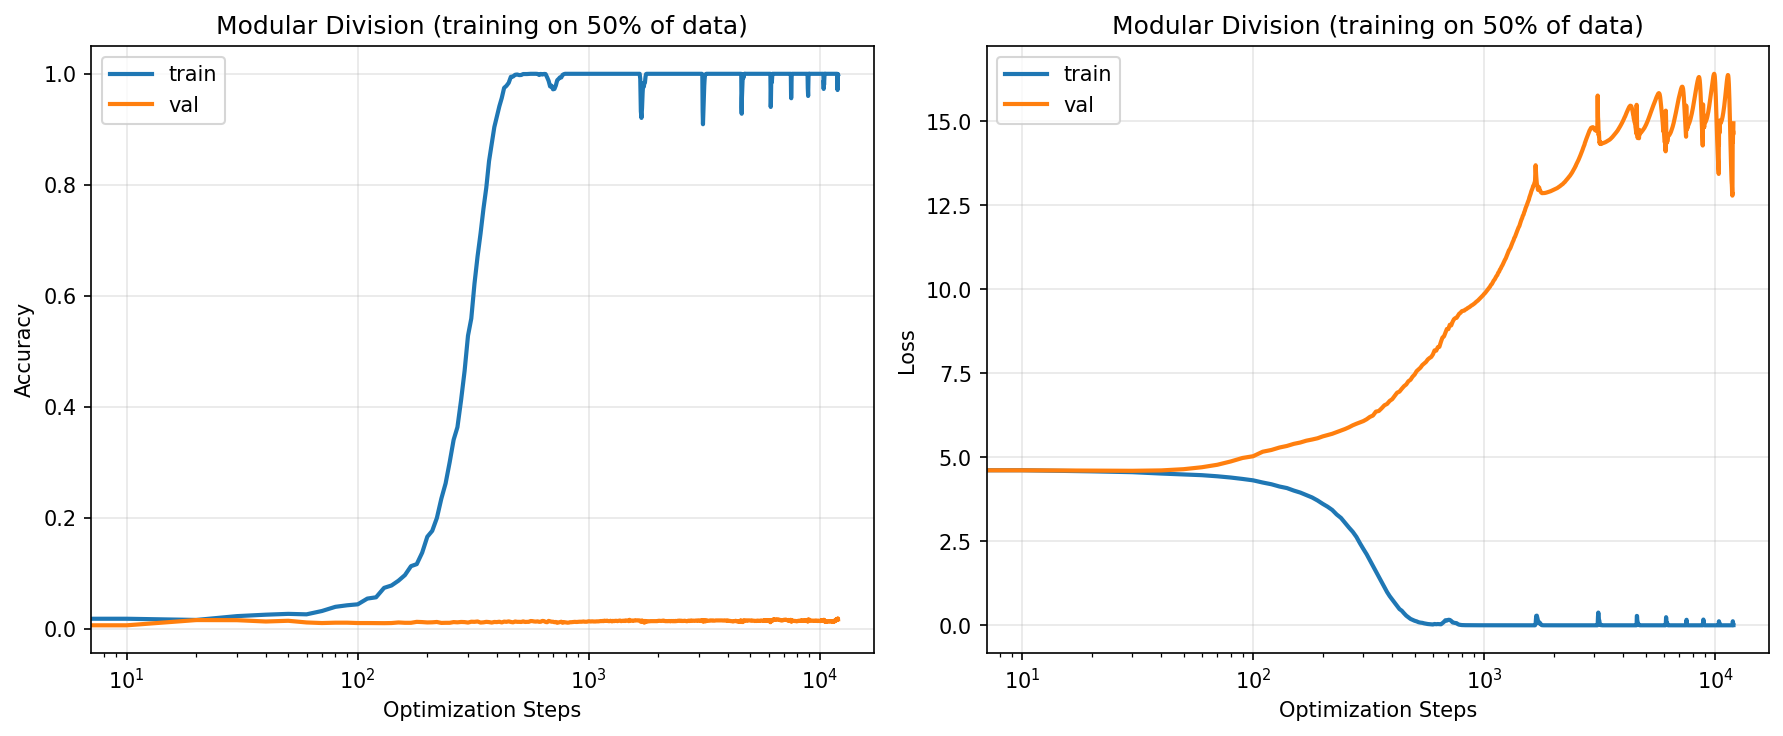 Modular Division (training on 50% of data)
train
val
1.0
0.8
0.6
0.4
0.2
0.0
Accuracy
10¹
10²
10³
10⁴
Optimization Steps
Modular Division (training on 50% of data)
train
val
15.0
12.5
10.0
7.5
5.0
2.5
0.0
Loss
10¹
10²
10³
10⁴
Optimization Steps